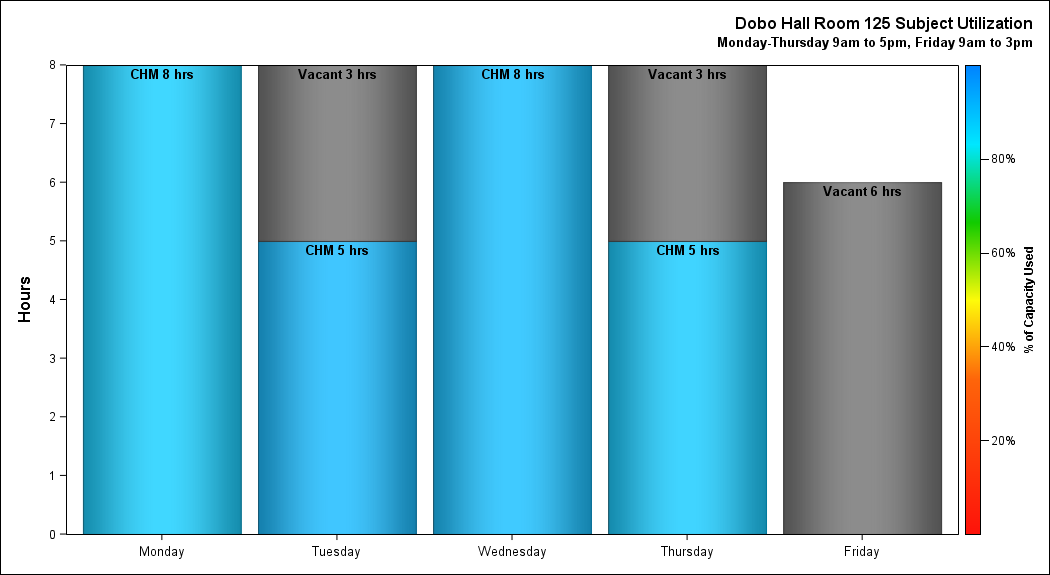 Dobo Hall Room 125 Subject Utilization
Monday-Thursday 9am to 5pm, Friday 9am to 3pm
Hours
8
7
6
5
4
3
2
1
0
CHM 8 hrs
Vacant 3 hrs
CHM 5 hrs
CHM 8 hrs
Vacant 3 hrs
CHM 5 hrs
Vacant 6 hrs
Monday
Tuesday
Wednesday
Thursday
Friday
80%
60%
40%
20%
% of Capacity Used